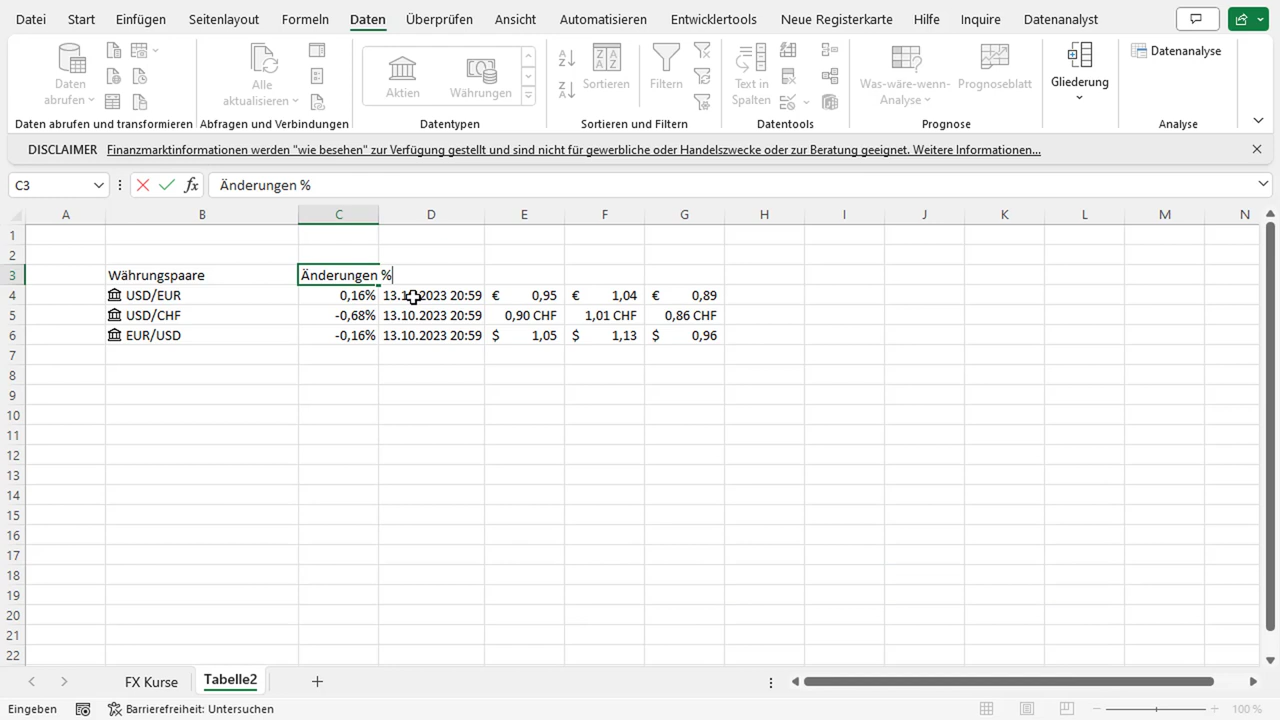 Datei Start Einfügen Seitenlayout Formeln Daten Überprüfen Ansicht Automatisieren Entwicklertools Neue Registerkarte Hilfe Inquire Datenanalyst
Daten abrufen
Alle aktualisieren
Aktien
Währungen
Sortieren
Filtern
Text in Spalten
Was-wäre-wenn-Analyse
Prognoseblatt
Gliederung
Datenanalyse
Daten abrufen und transformieren Abfragen und Verbindungen Datentypen Sortieren und Filtern Datentools Prognose Analyse
DISCLAIMER Finanzmarktinformationen werden "wie besehen" zur Verfügung gestellt und sind nicht für gewerbliche oder Handelszwecke oder zur Beratung geeignet. Weitere Informationen...
C3 fx Änderungen %
A B C D E F G H I J K L M N
1
2
3 Währungspaare Änderungen %
4 USD/EUR 0,16% 13.10.2023 20:59 € 0,95 € 1,04 € 0,89
5 USD/CHF -0,68% 13.10.2023 20:59 0,90 CHF 1,01 CHF 0,86 CHF
6 EUR/USD -0,16% 13.10.2023 20:59 $ 1,05 $ 1,13 $ 0,96
7
8
9
10
11
12
13
14
15
16
17
18
19
20
21
22
FX Kurse Tabelle2
Eingeben Barrierefreiheit: Untersuchen 100 %